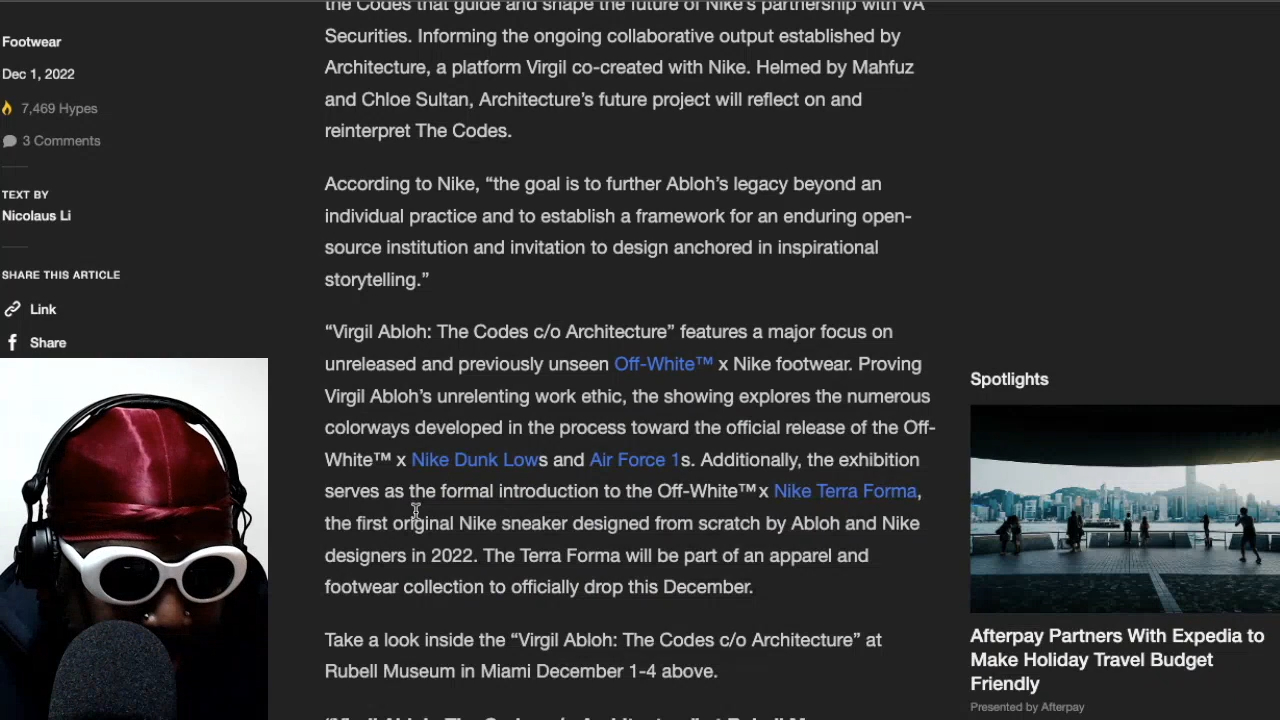 the Codes that guide and shape the future of Nike's partnership with VA
Securities. Informing the ongoing collaborative output established by
Architecture, a platform Virgil co-created with Nike. Helmed by Mahfuz
and Chloe Sultan, Architecture’s future project will reflect on and
reinterpret The Codes.
According to Nike, “the goal is to further Abloh’s legacy beyond an
individual practice and to establish a framework for an enduring open-
source institution and invitation to design anchored in inspirational
storytelling.”
“Virgil Abloh: The Codes c/o Architecture” features a major focus on
unreleased and previously unseen Off-White™ x Nike footwear. Proving
Virgil Abloh’s unrelenting work ethic, the showing explores the numerous
colorways developed in the process toward the official release of the Off-
White™ x Nike Dunk Lows and Air Force 1s. Additionally, the exhibition
serves as the formal introduction to the Off-White™ x Nike Terra Forma,
the first original Nike sneaker designed from scratch by Abloh and Nike
designers in 2022. The Terra Forma will be part of an apparel and
footwear collection to officially drop this December.
Take a look inside the “Virgil Abloh: The Codes c/o Architecture” at
Rubell Museum in Miami December 1-4 above.
Footwear
Dec 1, 2022
7,469 Hypes
3 Comments
TEXT BY
Nicolaus Li
SHARE THIS ARTICLE
Link
Share
Spotlights
Afterpay Partners With Expedia to
Make Holiday Travel Budget
Friendly
Presented by Afterpay